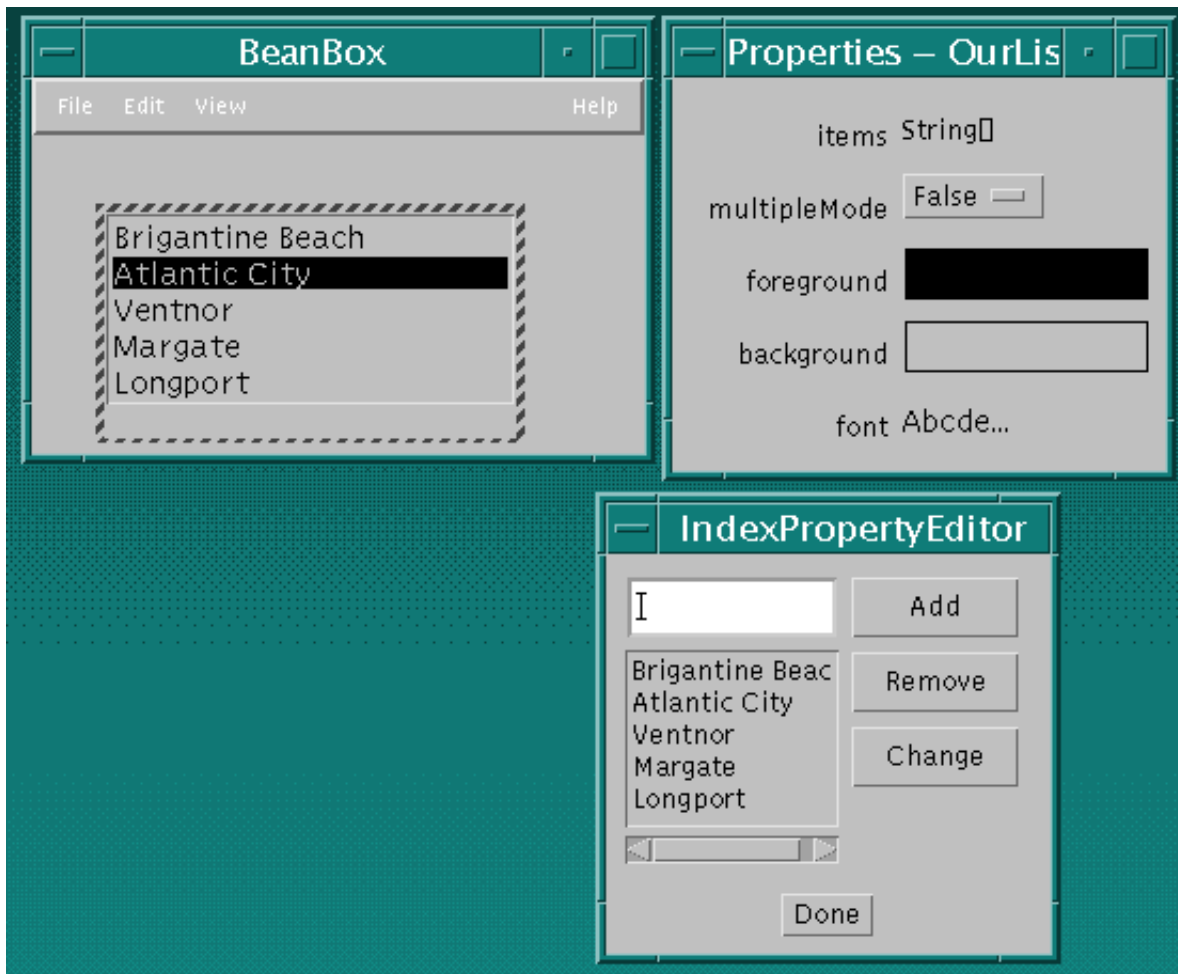 BeanBox
File Edit View Help
Brigantine Beach
Atlantic City
Ventnor
Margate
Longport
Properties – OurLis
items String[]
multipleMode False
foreground
background
font Abcde...
IndexPropertyEditor
Add
Brigantine Beac
Atlantic City
Ventnor
Margate
Longport
Remove
Change
Done